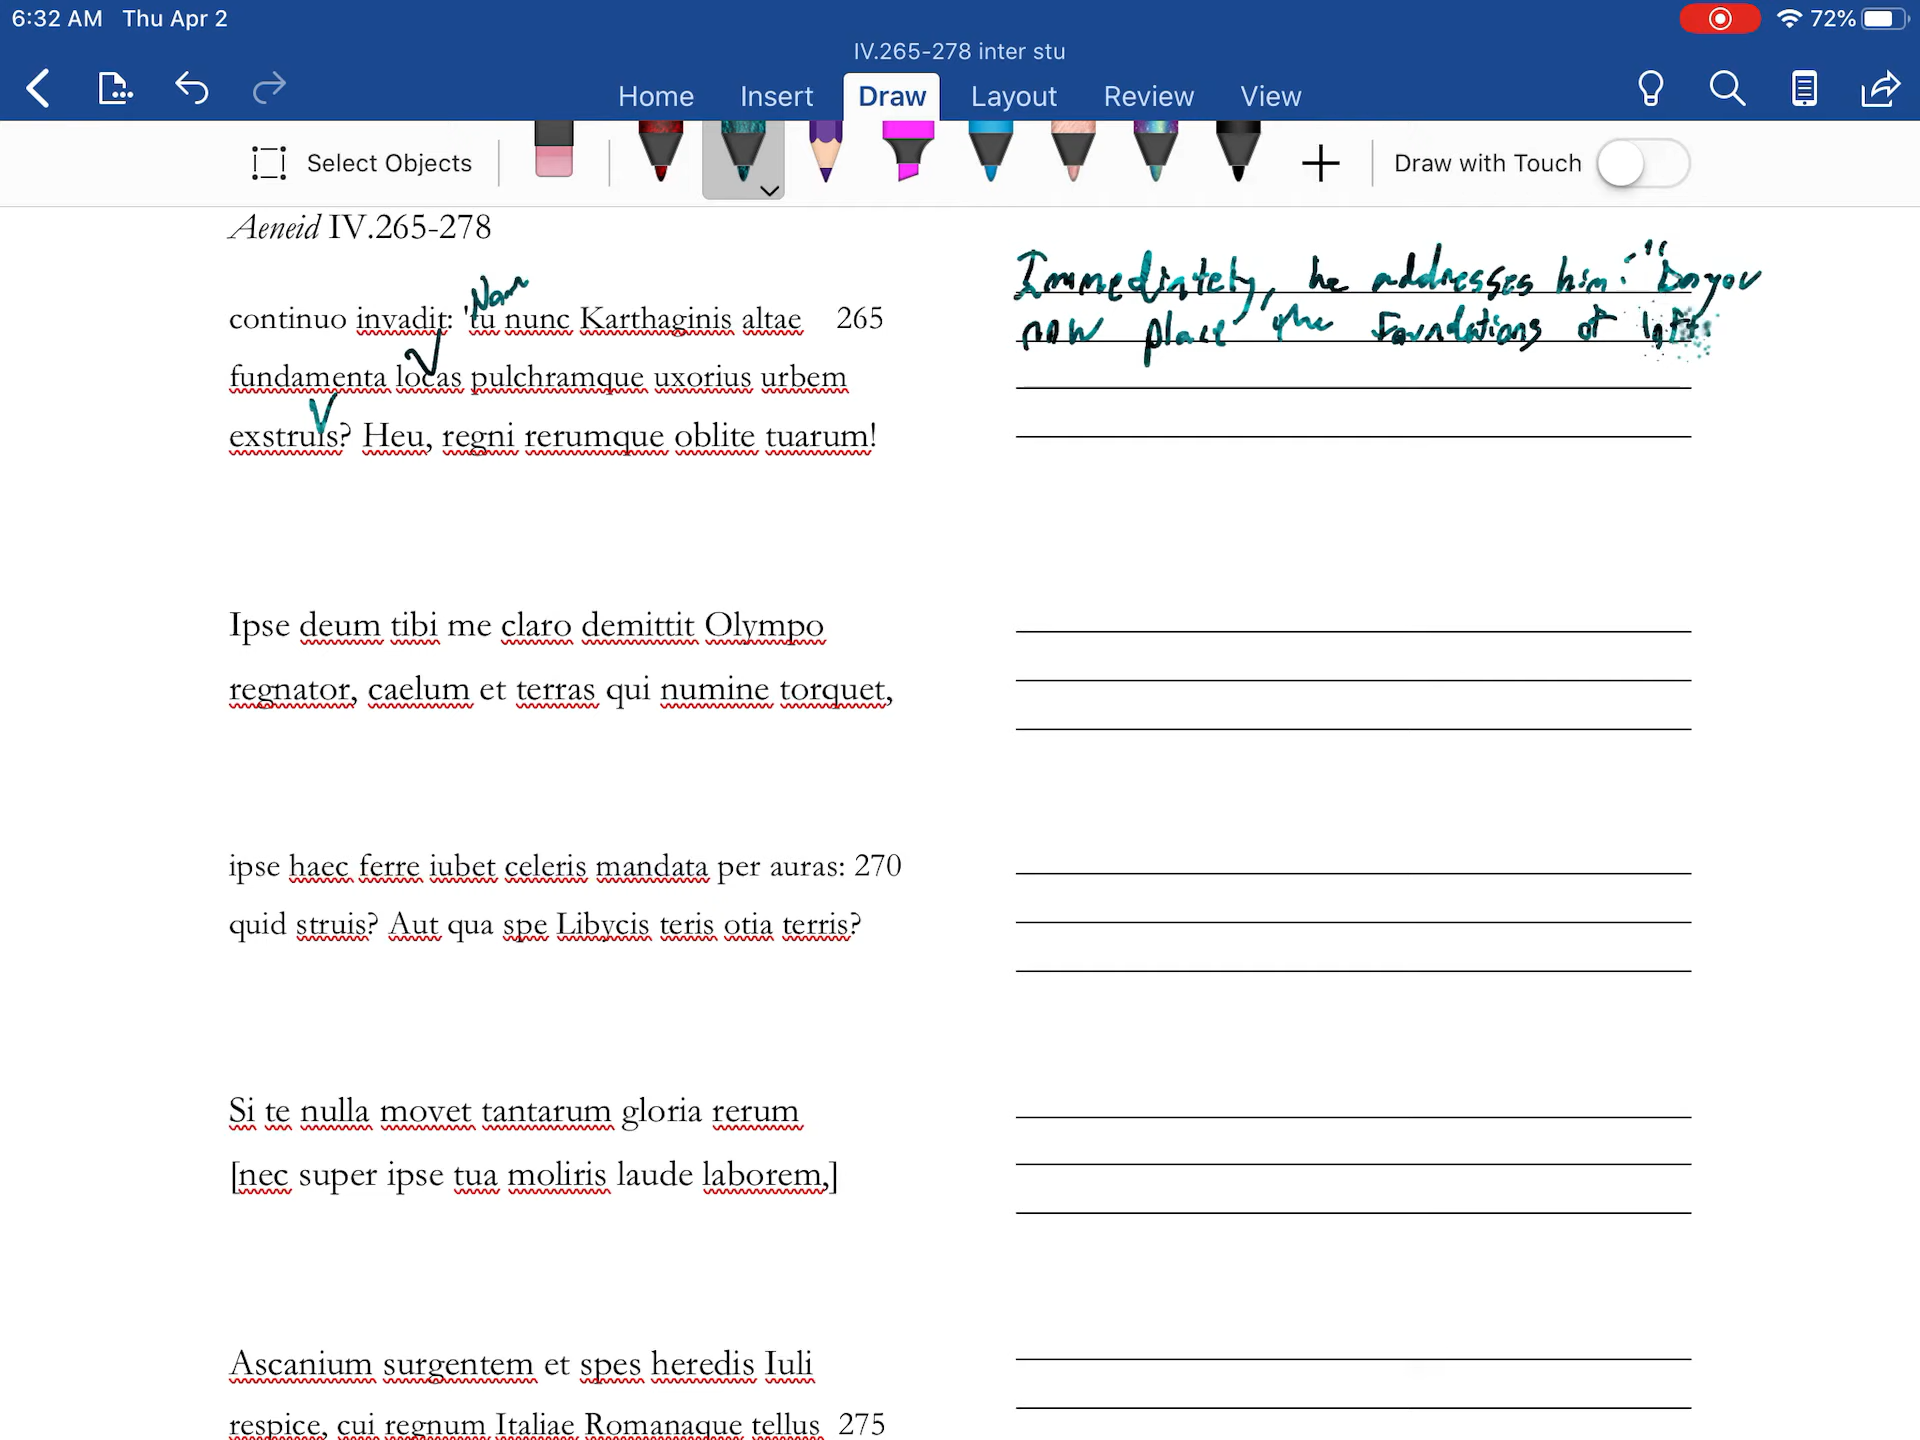 6:32 AM Thu Apr 2
72%
IV.265-278 inter stu
Home Insert Draw Layout Review View
Select Objects
Draw with Touch
Aeneid IV.265-278
Nom
continuo invadit: 'tu nunc Karthaginis altae 265
V
fundamenta locas pulchramque uxorius urbem
V
exstruis? Heu, regni rerumque oblite tuarum!
Immediately, he addresses him: "Do you
now place the foundations of
Ipse deum tibi me claro demittit Olympo
regnator, caelum et terras qui numine torquet,
ipse haec ferre iubet celeris mandata per auras: 270
quid struis? Aut qua spe Libycis teris otia terris?
Si te nulla movet tantarum gloria rerum
[nec super ipse tua moliris laude laborem,]
Ascanium surgentem et spes heredis Iuli
respice, cui regnum Italiae Romanaque tellus 275